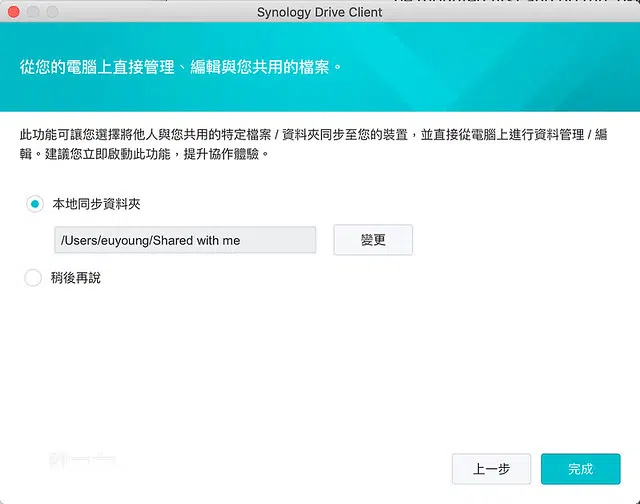 Synology Drive Client
從您的電腦上直接管理、編輯與您共用的檔案。
此功能可讓您選擇將他人與您共用的特定檔案 / 資料夾同步至您的裝置，並直接從電腦上進行資料管理 / 編
輯。建議您立即啟動此功能，提升協作體驗。
本地同步資料夾
/Users/euyoung/Shared with me
變更
稍後再說
上一步
完成